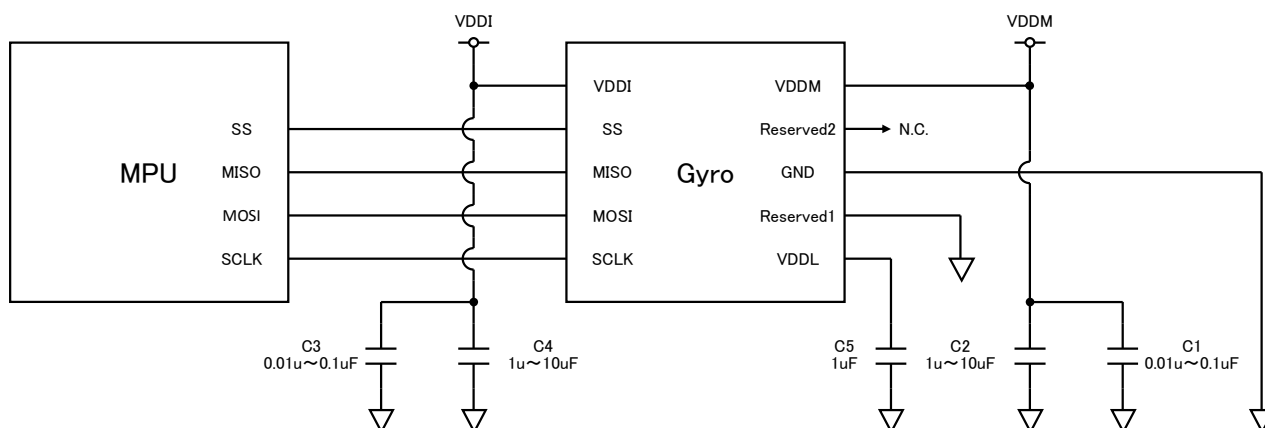 VDDI
VDDM
MPU
SS
MISO
MOSI
SCLK
Gyro
VDDI
SS
MISO
MOSI
SCLK
VDDM
Reserved2
GND
Reserved1
VDDL
N.C.
C3
0.01u～0.1uF
C4
1u～10uF
C5
1uF
C2
1u～10uF
C1
0.01u～0.1uF